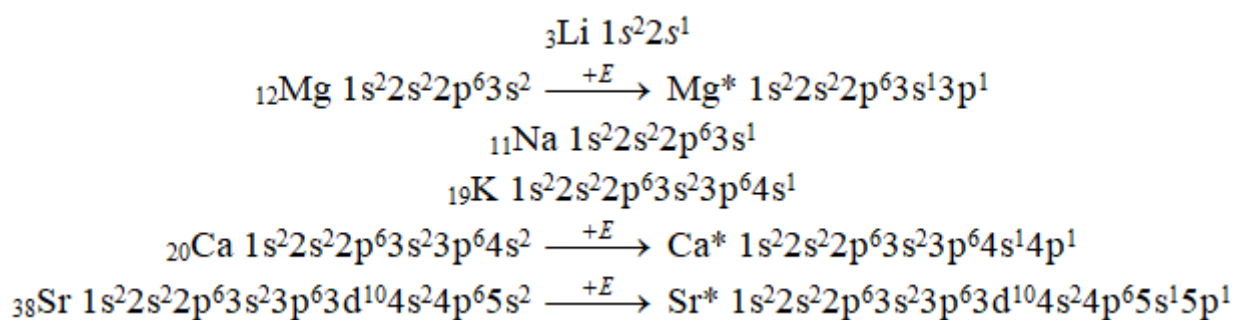 ₃Li 1s²2s¹
₁₂Mg 1s²2s²2p⁶3s² +E → Mg* 1s²2s²2p⁶3s¹3p¹
₁₁Na 1s²2s²2p⁶3s¹
₁₉K 1s²2s²2p⁶3s²3p⁶4s¹
₂₀Ca 1s²2s²2p⁶3s²3p⁶4s² +E → Ca* 1s²2s²2p⁶3s²3p⁶4s¹4p¹
₃₈Sr 1s²2s²2p⁶3s²3p⁶3d¹⁰4s²4p⁶5s² +E → Sr* 1s²2s²2p⁶3s²3p⁶3d¹⁰4s²4p⁶5s¹5p¹